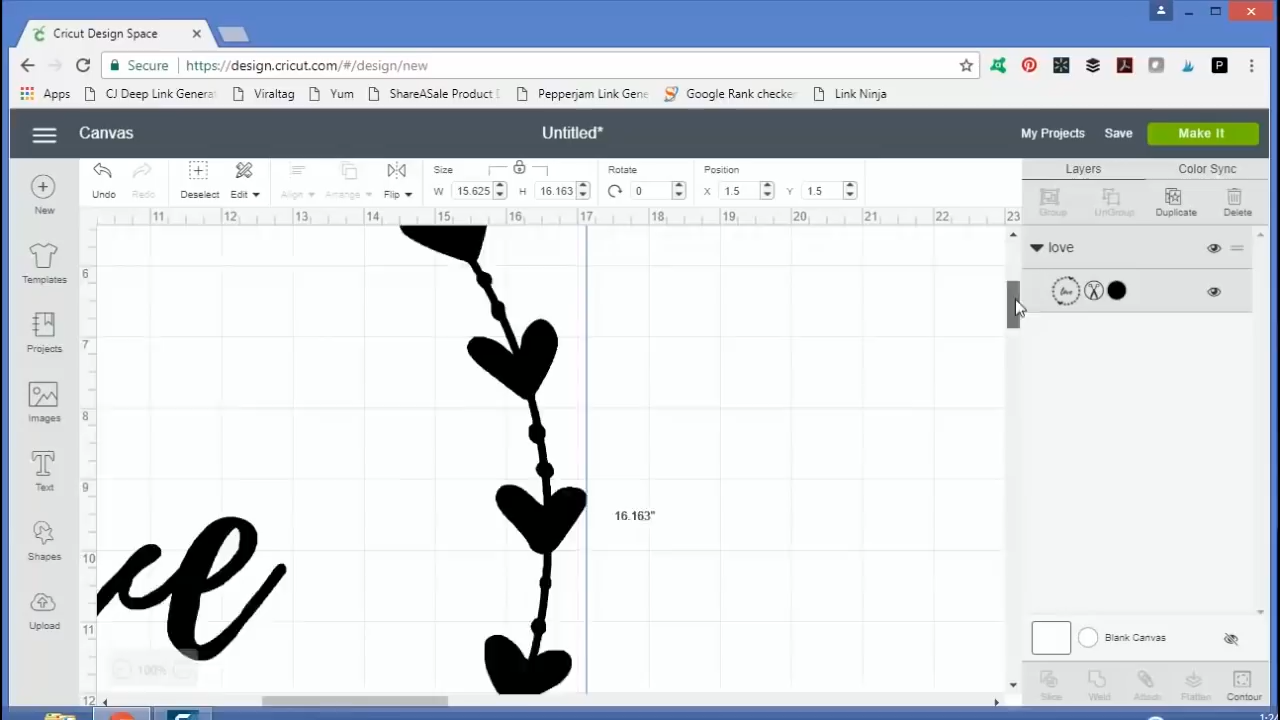 Cricut Design Space
Secure https://design.cricut.com/#/design/new
Apps CJ Deep Link Genera Viraltag Yum ShareASale Product D Pepperjam Link Gene Google Rank checke Link Ninja
Canvas Untitled* My Projects Save Make It
Size Rotate Position Layers Color Sync
W 15.625 H 16.163 0 X 1.5 Y 1.5
Undo Redo Deselect Edit Align Arrange Flip Group UnGroup Duplicate Delete
11 12 13 14 15 16 17 18 19 20 21 22 23
New
love
Templates
6
love
Projects
7
Images
8
Text
9
16.163"
Shapes
10
Upload
11
Blank Canvas
100%
12
Slice Weld Attach Flatten Contour